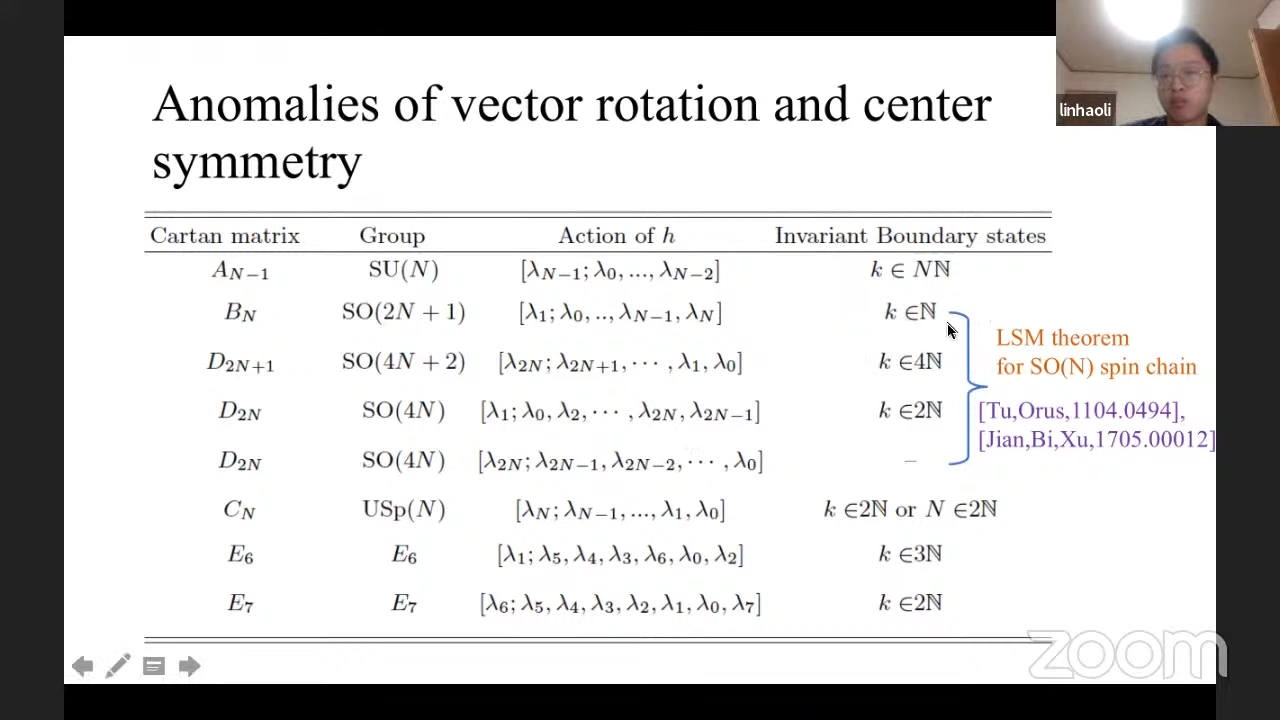 linhaoli
Anomalies of vector rotation and center
symmetry
Cartan matrix Group Action of h Invariant Boundary states
A_{N−1} SU(N) [λ_{N−1}; λ_0, ..., λ_{N−2}] k ∈ Nℕ
B_N SO(2N + 1) [λ_1; λ_0, .., λ_{N−1}, λ_N] k ∈ℕ
D_{2N+1} SO(4N + 2) [λ_{2N}; λ_{2N+1}, ⋯ , λ_1, λ_0] k ∈4ℕ
D_{2N} SO(4N) [λ_1; λ_0, λ_2, ⋯ , λ_{2N}, λ_{2N−1}] k ∈2ℕ
D_{2N} SO(4N) [λ_{2N}; λ_{2N−1}, λ_{2N−2}, ⋯ , λ_0] –
C_N USp(N) [λ_N; λ_{N−1}, ..., λ_1, λ_0] k ∈2ℕ or N ∈2ℕ
E_6 E_6 [λ_1; λ_5, λ_4, λ_3, λ_6, λ_0, λ_2] k ∈3ℕ
E_7 E_7 [λ_6; λ_5, λ_4, λ_3, λ_2, λ_1, λ_0, λ_7] k ∈2ℕ
LSM theorem
for SO(N) spin chain
[Tu,Orus,1104.0494],
[Jian,Bi,Xu,1705.00012]
zoom